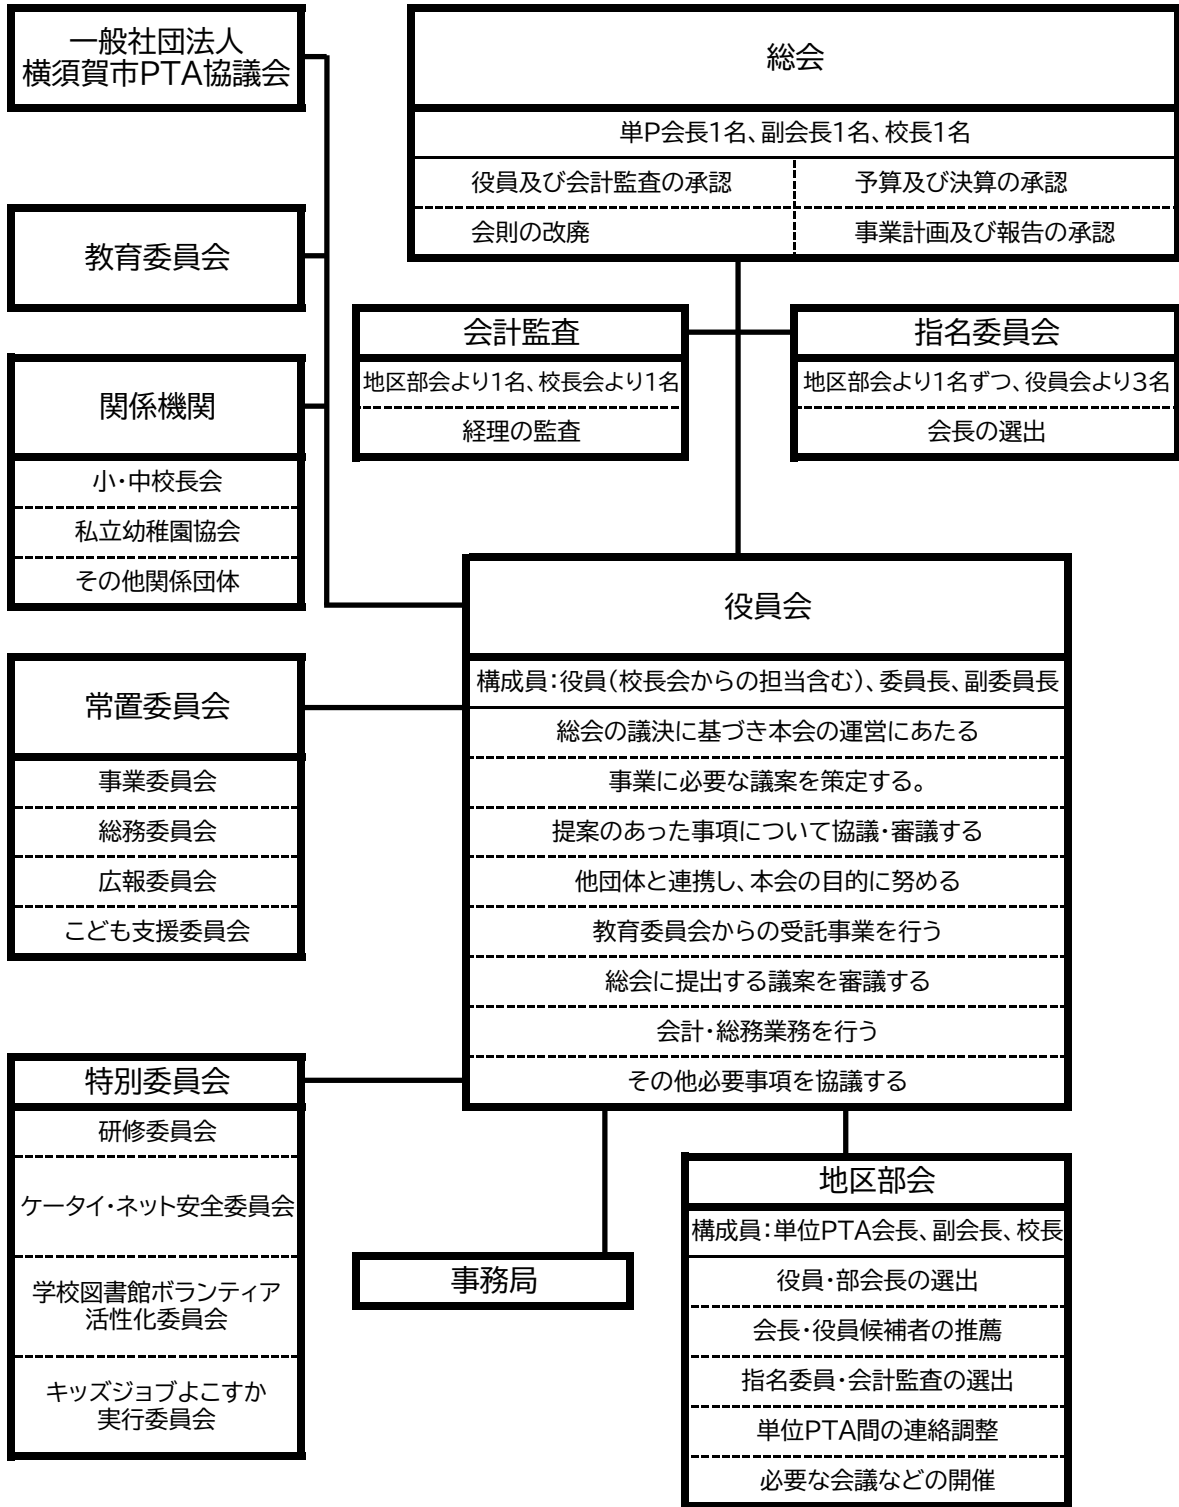 一般社団法人
横須賀市PTA協議会
総会
単P会長1名、副会長1名、校長1名
役員及び会計監査の承認
予算及び決算の承認
会則の改廃
事業計画及び報告の承認
教育委員会
会計監査
地区部会より1名、校長会より1名
経理の監査
指名委員会
地区部会より1名ずつ、役員会より3名
会長の選出
関係機関
小・中校長会
私立幼稚園協会
その他関係団体
役員会
構成員：役員（校長会からの担当含む）、委員長、副委員長
総会の議決に基づき本会の運営にあたる
事業に必要な議案を策定する。
提案のあった事項について協議・審議する
他団体と連携し、本会の目的に努める
教育委員会からの受託事業を行う
総会に提出する議案を審議する
会計・総務業務を行う
その他必要事項を協議する
常置委員会
事業委員会
総務委員会
広報委員会
こども支援委員会
特別委員会
研修委員会
ケータイ・ネット安全委員会
学校図書館ボランティア
活性化委員会
キッズジョブよこすか
実行委員会
事務局
地区部会
構成員：単位PTA会長、副会長、校長
役員・部会長の選出
会長・役員候補者の推薦
指名委員・会計監査の選出
単位PTA間の連絡調整
必要な会議などの開催